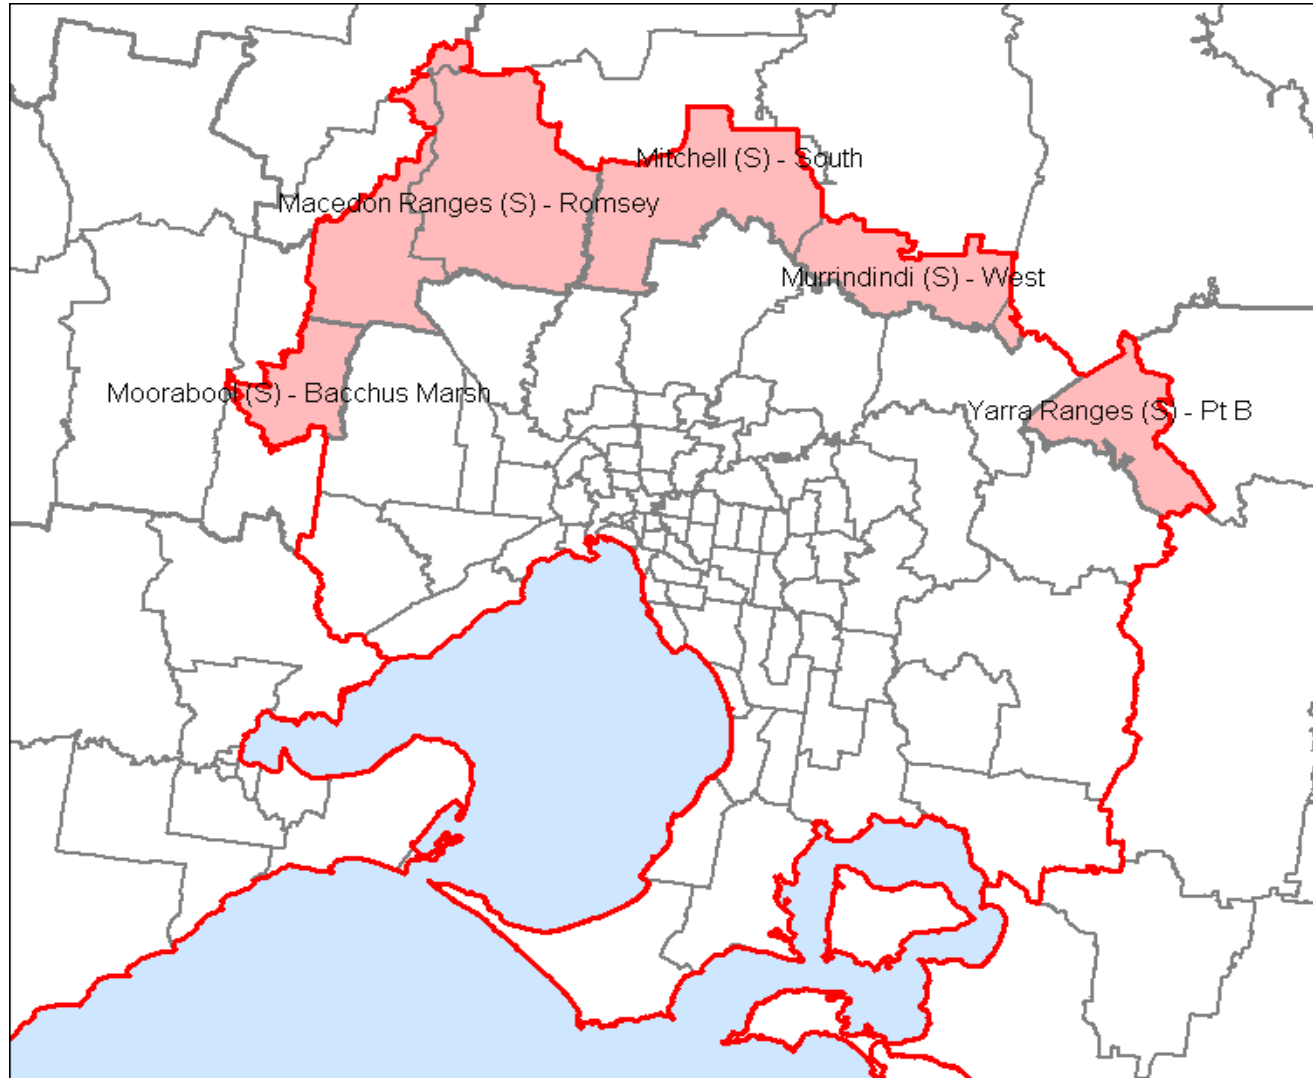 Mitchell (S) - South
Macedon Ranges (S) - Romsey
Murrindindi (S) - West
Moorabool (S) - Bacchus Marsh
Yarra Ranges (S) - Pt B